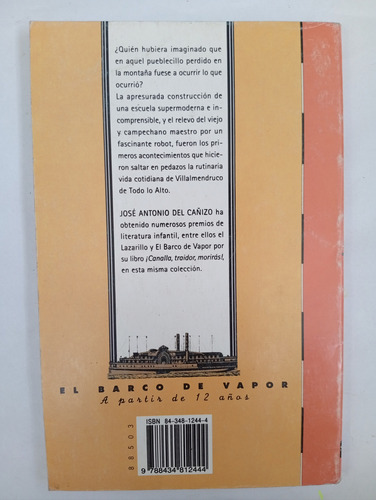 ¿Quién hubiera imaginado que
en aquel pueblecillo perdido en
la montaña fuese a ocurrir lo que
ocurrió?
La apresurada construcción de
una escuela supermoderna e in-
comprensible, y el relevo del viejo
y campechano maestro por un
fascinante robot, fueron los pri-
meros acontecimientos que hicie-
ron saltar en pedazos la rutinaria
vida cotidiana de Villalmendruco
de Todo lo Alto.
JOSÉ ANTONIO DEL CAÑIZO ha
obtenido numerosos premios de
literatura infantil, entre ellos el
Lazarillo y El Barco de Vapor por
su libro ¡Canalla, traidor, morirás!,
en esta misma colección.
EL BARCO DE VAPOR
A partir de 12 años
ISBN 84-348-1244-4
9 788434 812444
88503